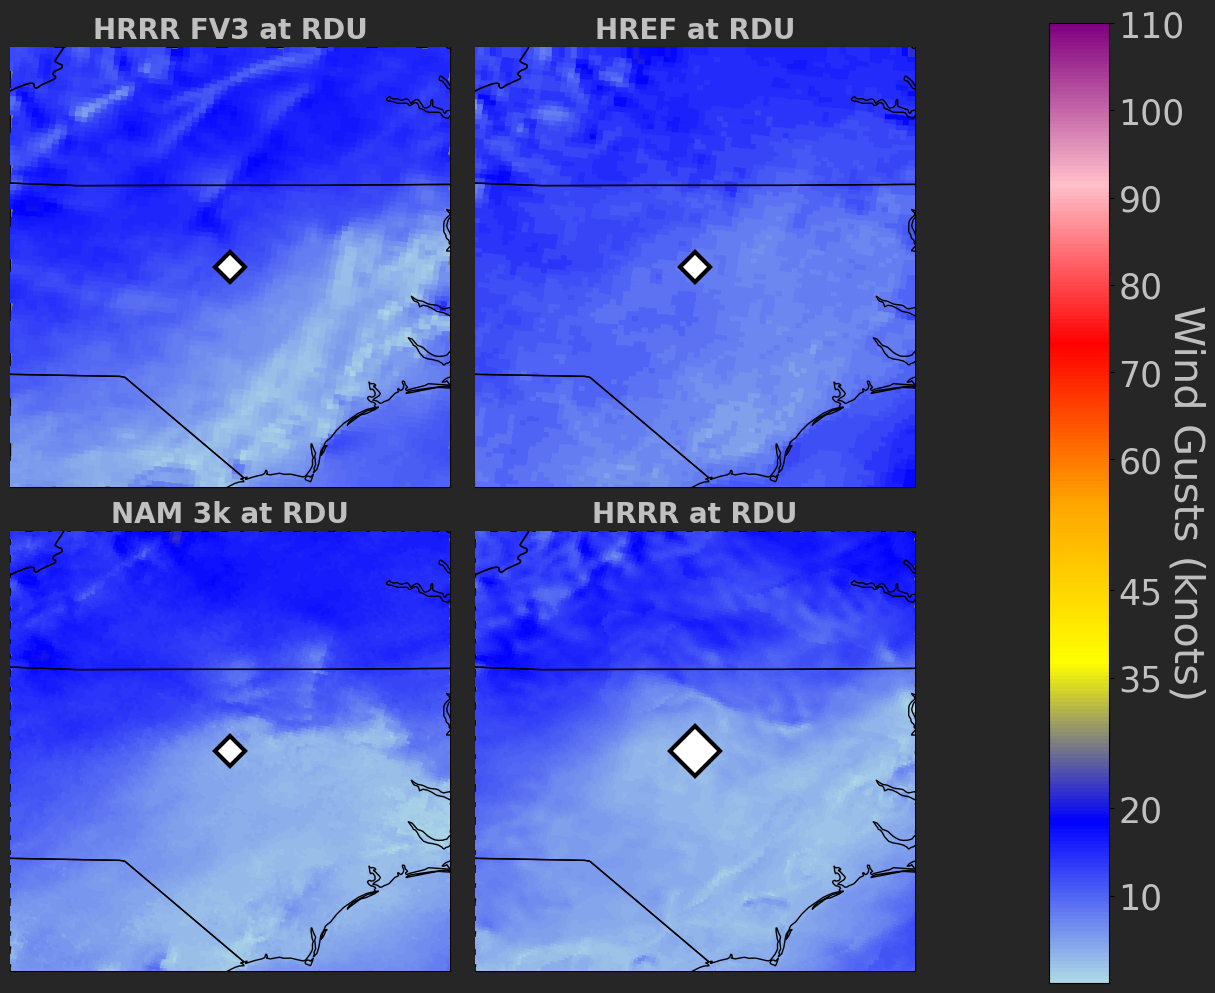 HRRR FV3 at RDU
HREF at RDU
NAM 3k at RDU
HRRR at RDU
110
100
90
80
70
60
45
35
20
10
Wind Gusts (knots)